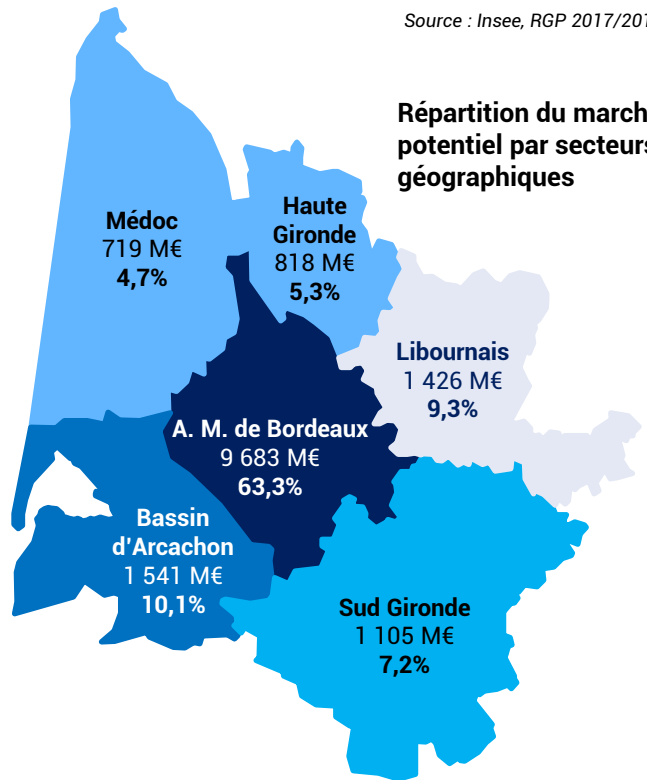 Source : Insee, RGP 2017/201
Répartition du march
potentiel par secteurs
géographiques
Médoc
719 M€
4,7%
Haute
Gironde
818 M€
5,3%
Libournais
1 426 M€
9,3%
A. M. de Bordeaux
9 683 M€
63,3%
Bassin
d'Arcachon
1 541 M€
10,1%
Sud Gironde
1 105 M€
7,2%